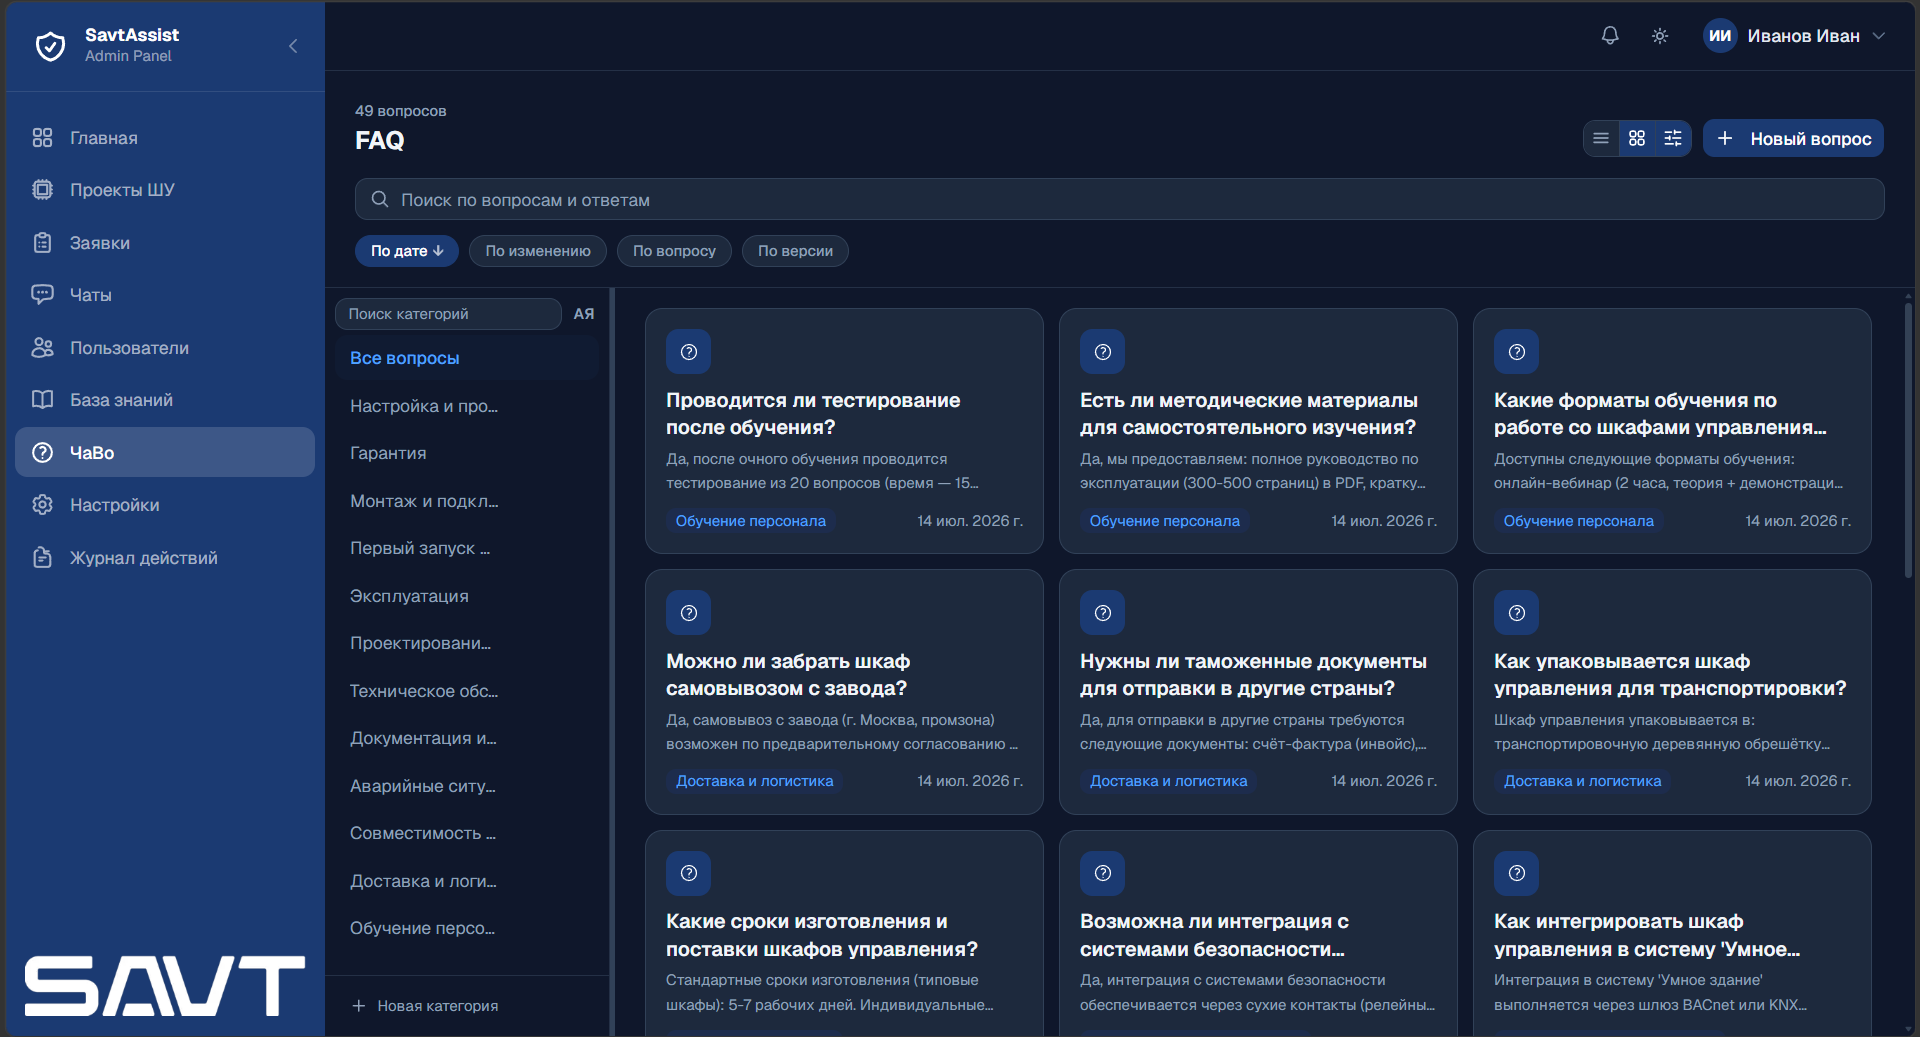 SavtAssist
Admin Panel
Главная
Проекты ШУ
Заявки
Чаты
Пользователи
База знаний
ЧаВо
Настройки
Журнал действий
SAVT
ИИ Иванов Иван
49 вопросов
FAQ
Новый вопрос
Поиск по вопросам и ответам
По дате ↓
По изменению
По вопросу
По версии
Поиск категорий
АЯ
Все вопросы
Настройка и про...
Гарантия
Монтаж и подкл...
Первый запуск ...
Эксплуатация
Проектировани...
Техническое обс...
Документация и...
Аварийные ситу...
Совместимость ...
Доставка и логи...
Обучение персо...
+ Новая категория
Проводится ли тестирование
после обучения?
Да, после очного обучения проводится
тестирование из 20 вопросов (время — 15...
Обучение персонала
14 июл. 2026 г.
Есть ли методические материалы
для самостоятельного изучения?
Да, мы предоставляем: полное руководство по
эксплуатации (300-500 страниц) в PDF, кратку...
Обучение персонала
14 июл. 2026 г.
Какие форматы обучения по
работе со шкафами управления...
Доступны следующие форматы обучения:
онлайн-вебинар (2 часа, теория + демонстраци...
Обучение персонала
14 июл. 2026 г.
Можно ли забрать шкаф
самовывозом с завода?
Да, самовывоз с завода (г. Москва, промзона)
возможен по предварительному согласованию ...
Доставка и логистика
14 июл. 2026 г.
Нужны ли таможенные документы
для отправки в другие страны?
Да, для отправки в другие страны требуются
следующие документы: счёт-фактура (инвойс),...
Доставка и логистика
14 июл. 2026 г.
Как упаковывается шкаф
управления для транспортировки?
Шкаф управления упаковывается в:
транспортировочную деревянную обрешётку...
Доставка и логистика
14 июл. 2026 г.
Какие сроки изготовления и
поставки шкафов управления?
Стандартные сроки изготовления (типовые
шкафы): 5-7 рабочих дней. Индивидуальные...
Возможна ли интеграция с
системами безопасности...
Да, интеграция с системами безопасности
обеспечивается через сухие контакты (релейны...
Как интегрировать шкаф
управления в систему 'Умное...
Интеграция в систему 'Умное здание'
выполняется через шлюз BACnet или KNX...